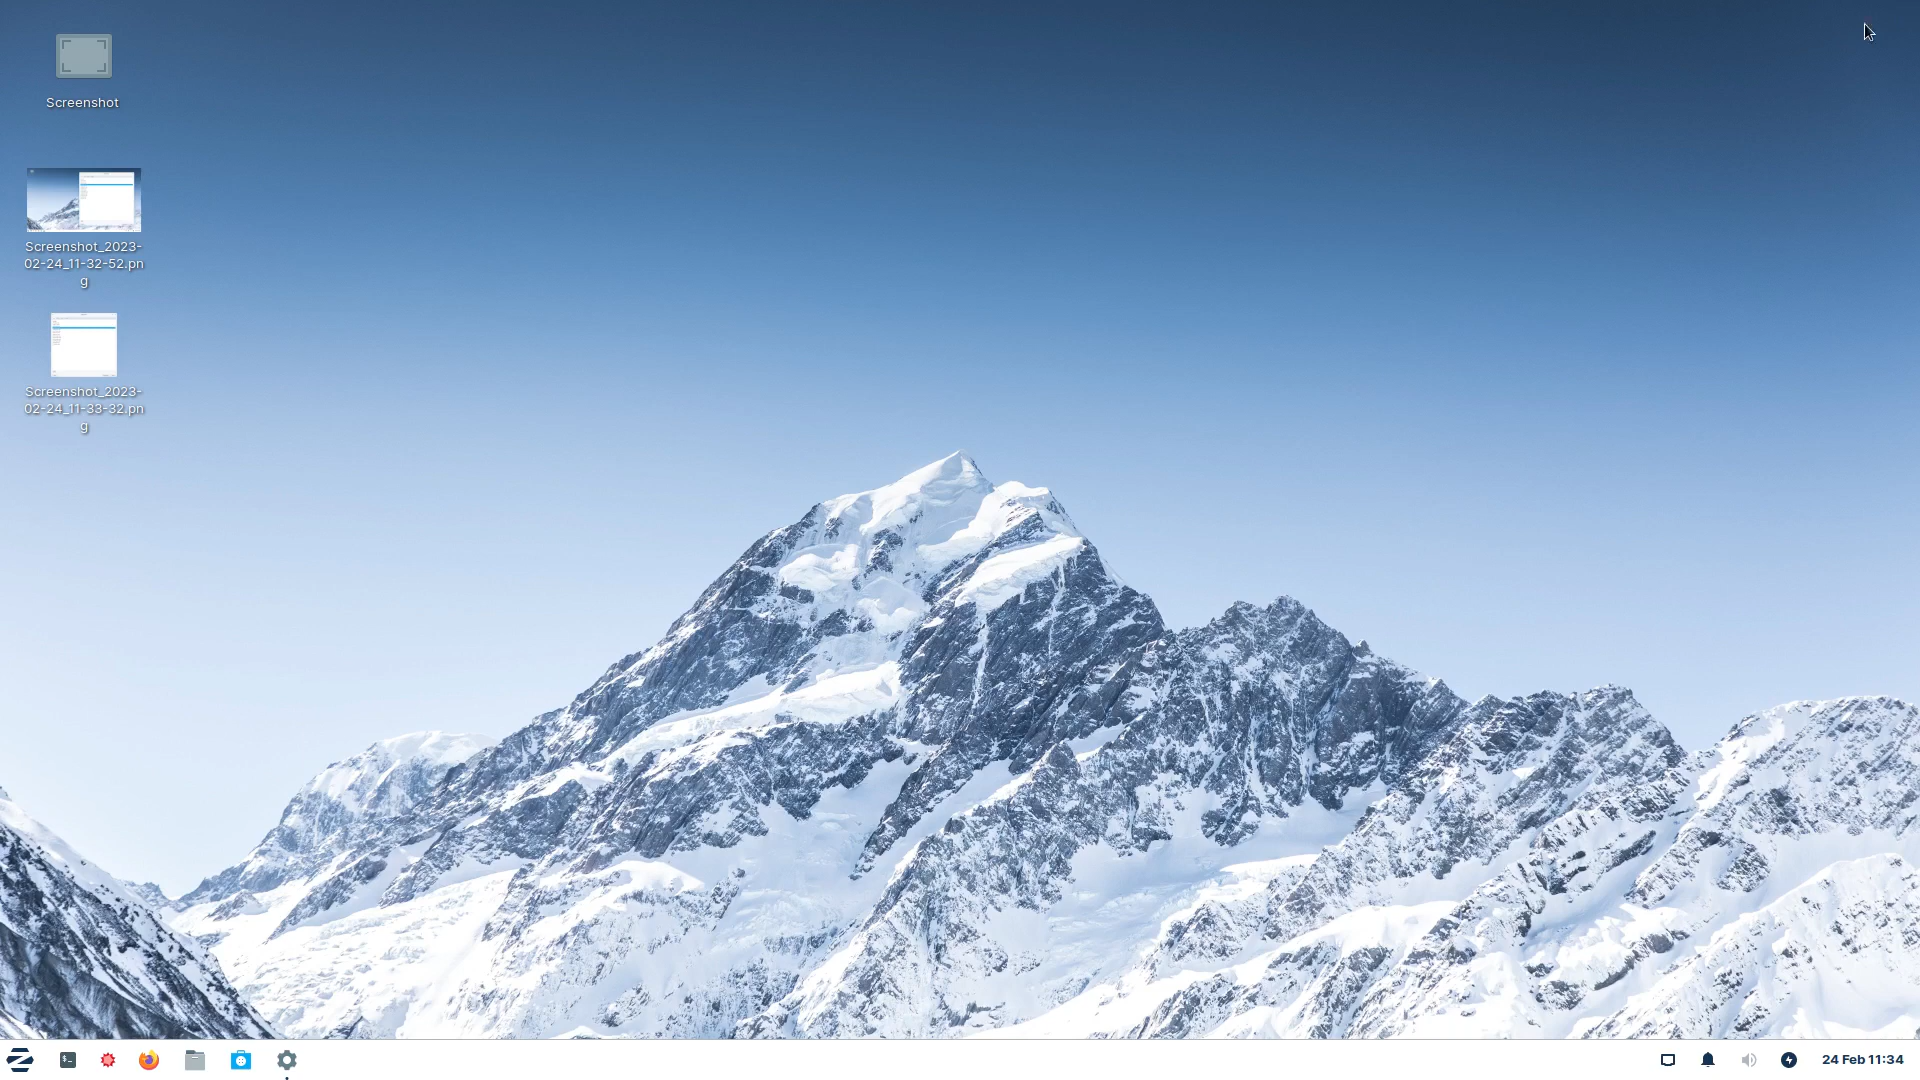 Screenshot
Screenshot_2023-
02-24_11-32-52.pn
g
Screenshot_2023-
02-24_11-33-32.pn
g
24 Feb 11:34